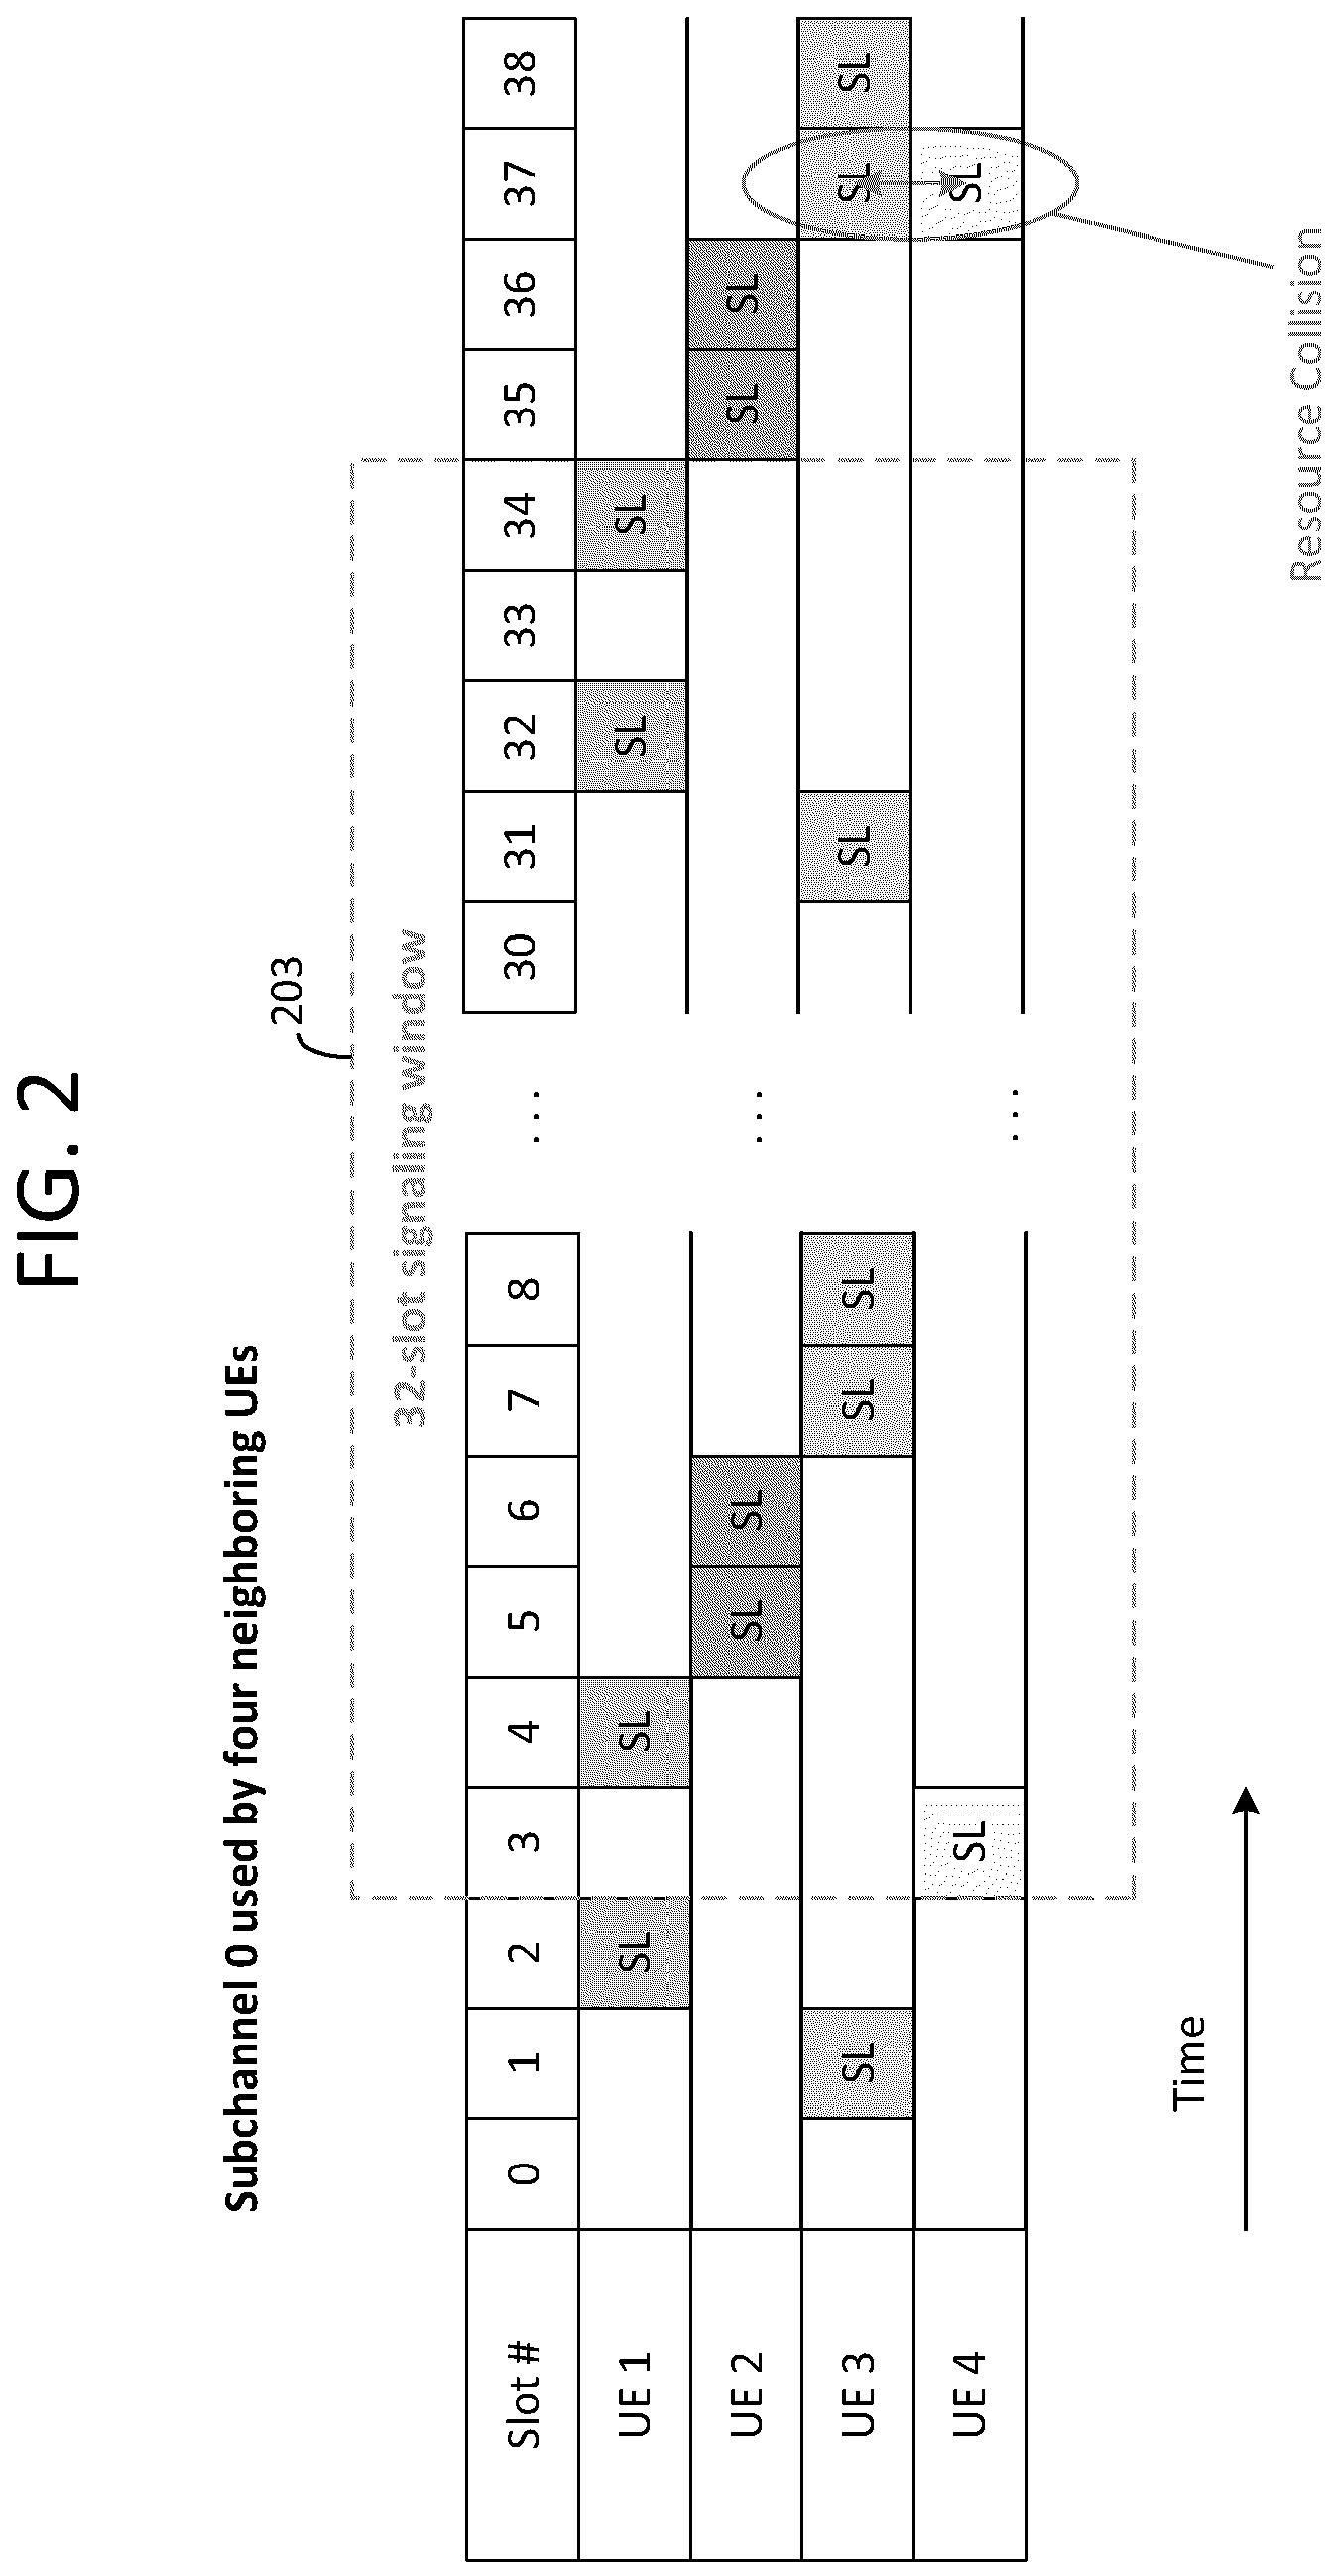 FIG. 2
Subchannel 0 used by four neighboring UEs
203
32-slot signaling window
Slot # 0 1 2 3 4 5 6 7 8 ... 30 31 32 33 34 35 36 37 38
UE 1 SL SL SL SL
UE 2 SL SL ... SL SL
UE 3 SL SL SL SL SL SL
UE 4 SL ... SL
Time
Resource Collision